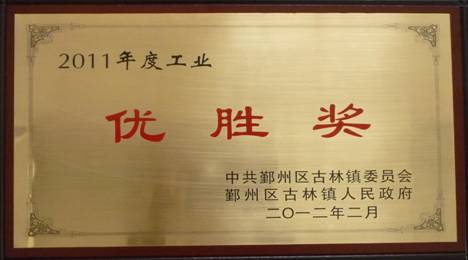 2011年度工业
优胜奖
中共鄞州区古林镇委员会
鄞州区古林镇人民政府
二〇一二年二月